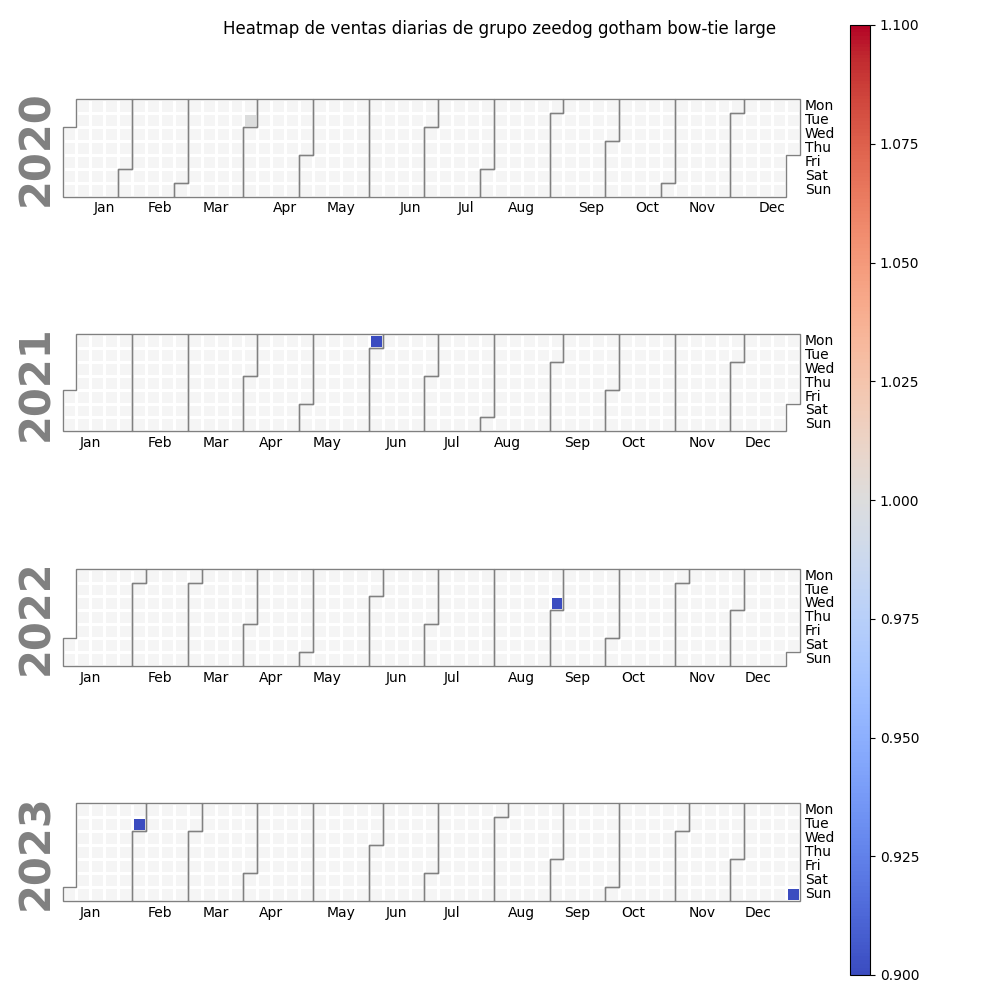 Heatmap de ventas diarias de grupo zeedog gotham bow-tie large
2020
Mon
Tue
Wed
Thu
Fri
Sat
Sun
Jan Feb Mar Apr May Jun Jul Aug Sep Oct Nov Dec
2021
Mon
Tue
Wed
Thu
Fri
Sat
Sun
Jan Feb Mar Apr May Jun Jul Aug Sep Oct Nov Dec
2022
Mon
Tue
Wed
Thu
Fri
Sat
Sun
Jan Feb Mar Apr May Jun Jul Aug Sep Oct Nov Dec
2023
Mon
Tue
Wed
Thu
Fri
Sat
Sun
Jan Feb Mar Apr May Jun Jul Aug Sep Oct Nov Dec
1.100
1.075
1.050
1.025
1.000
0.975
0.950
0.925
0.900